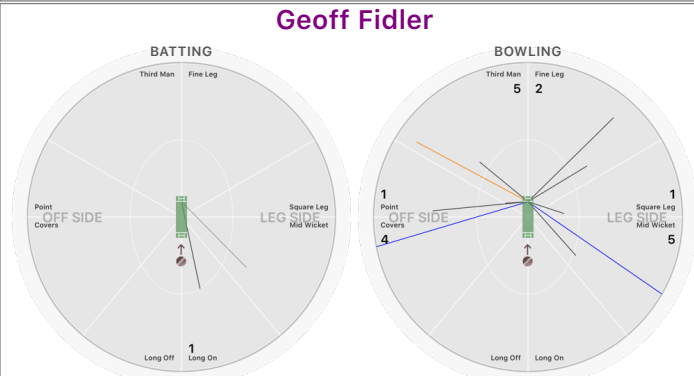 Geoff Fidler
BATTING
Third Man Fine Leg
Point
Covers
OFF SIDE
LEG SIDE
Square Leg
Mid Wicket
1
Long Off Long On
BOWLING
Third Man Fine Leg
5 2
1
Point
Covers
4
OFF SIDE
LEG SIDE
1
Square Leg
Mid Wicket
5
Long Off Long On